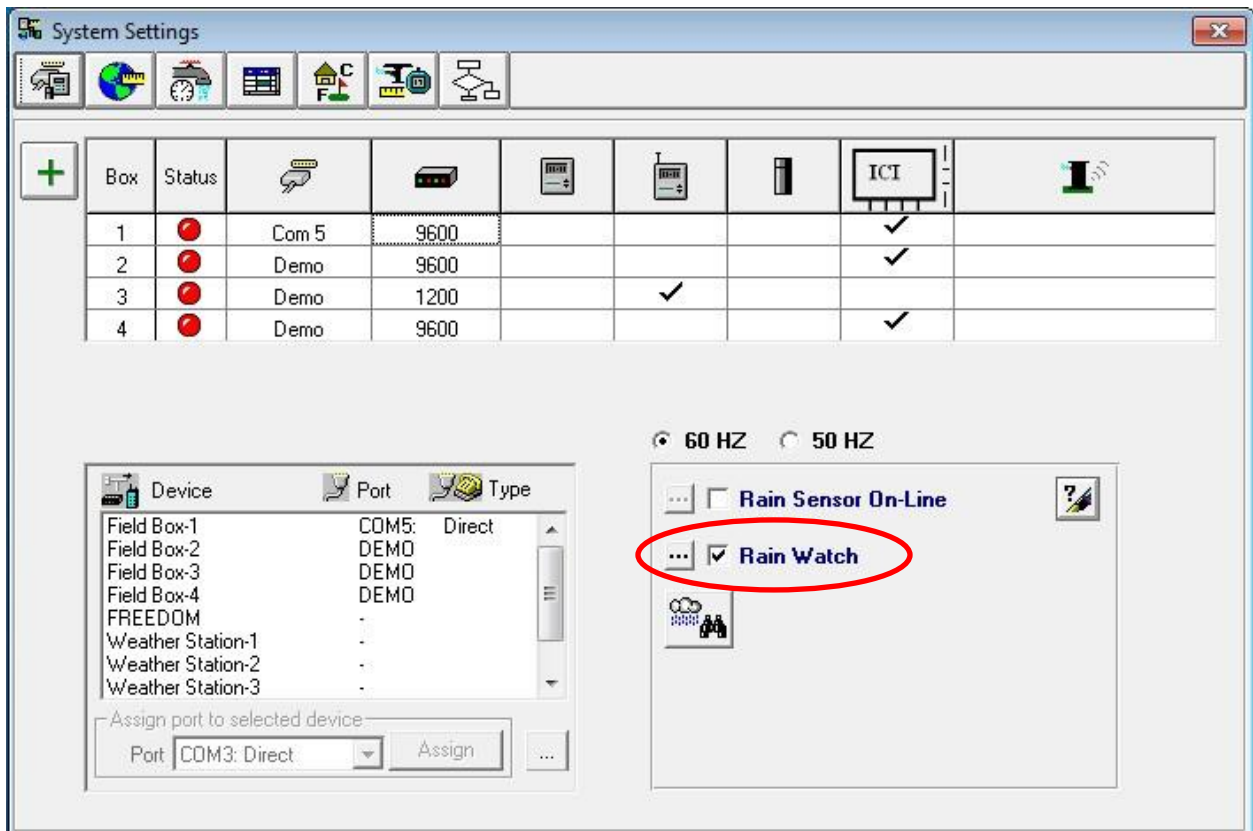 System Settings
C
F
+ Box Status ICT
1 Com 5 9600 ✓
2 Demo 9600 ✓
3 Demo 1200 ✓
4 Demo 9600 ✓
60 HZ 50 HZ
Device Port Type
Field Box-1 COM5: Direct
Field Box-2 DEMO
Field Box-3 DEMO
Field Box-4 DEMO
FREEDOM -
Weather Station-1 -
Weather Station-2 -
Weather Station-3 -
... Rain Sensor On-Line ?
... Rain Watch
Assign port to selected device
Port COM3: Direct Assign ...